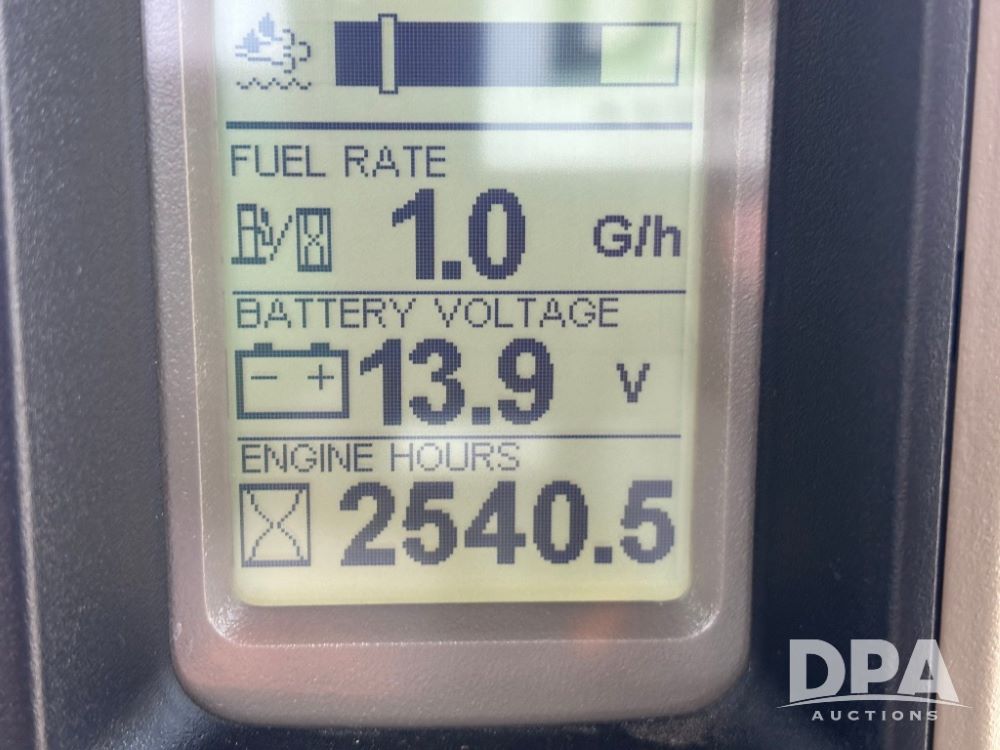 FUEL RATE
1.0 G/h
BATTERY VOLTAGE
- + 13.9 V
ENGINE HOURS
2540.5
DPA
AUCTIONS